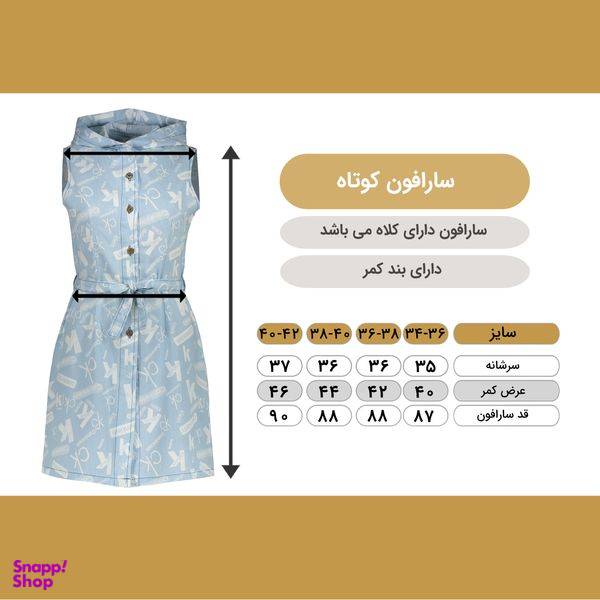 سارافون کوتاه
سارافون دارای کلاه می باشد
دارای بند کمر
سایز ۳۴-۳۶ ۳۶-۳۸ ۳۸-۴۰ ۴۰-۴۲
سرشانه ۳۵ ۳۶ ۳۶ ۳۷
عرض کمر ۴۰ ۴۲ ۴۴ ۴۶
قد سارافون ۸۷ ۸۸ ۸۸ ۹۰
Snapp!
Shop